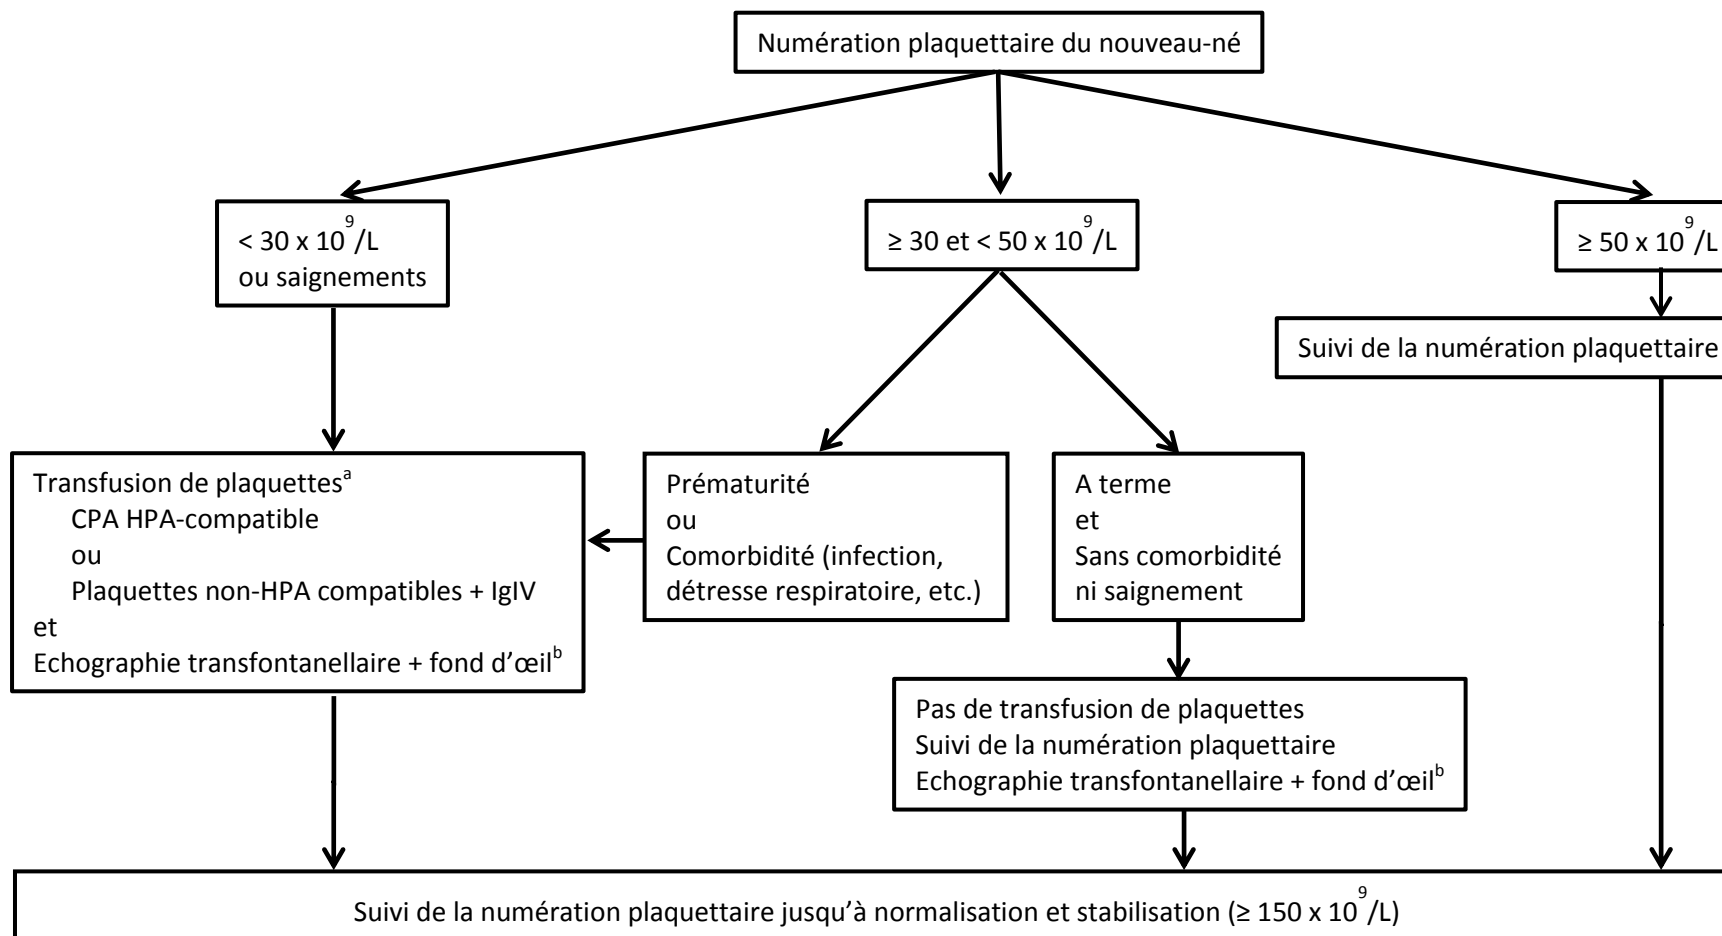 Numération plaquettaire du nouveau-né
< 30 x 10⁹/L
ou saignements
≥ 30 et < 50 x 10⁹/L
≥ 50 x 10⁹/L
Suivi de la numération plaquettaire
Transfusion de plaquettesᵃ
CPA HPA-compatible
ou
Plaquettes non-HPA compatibles + IgIV
et
Echographie transfontanellaire + fond d’œilᵇ
Prématurité
ou
Comorbidité (infection,
détresse respiratoire, etc.)
A terme
et
Sans comorbidité
ni saignement
Pas de transfusion de plaquettes
Suivi de la numération plaquettaire
Echographie transfontanellaire + fond d’œilᵇ
Suivi de la numération plaquettaire jusqu’à normalisation et stabilisation (≥ 150 x 10⁹/L)